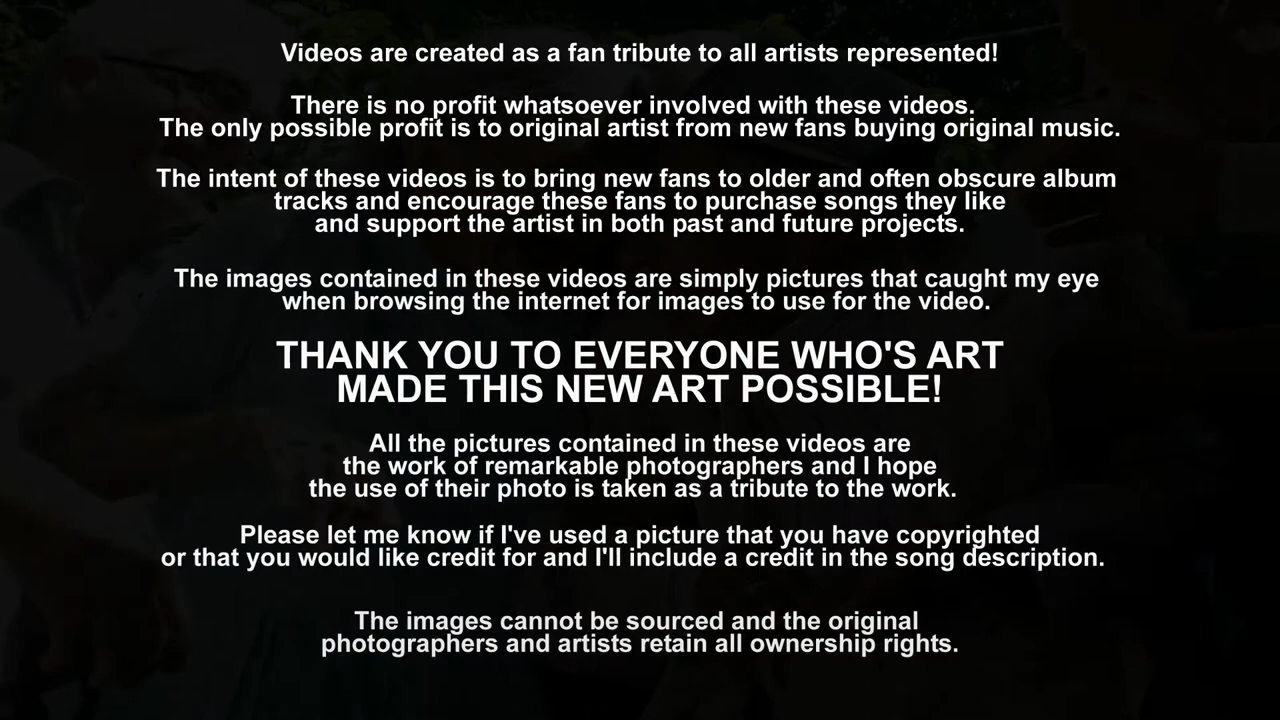 Videos are created as a fan tribute to all artists represented!
There is no profit whatsoever involved with these videos.
The only possible profit is to original artist from new fans buying original music.
The intent of these videos is to bring new fans to older and often obscure album
tracks and encourage these fans to purchase songs they like
and support the artist in both past and future projects.
The images contained in these videos are simply pictures that caught my eye
when browsing the internet for images to use for the video.
THANK YOU TO EVERYONE WHO'S ART
MADE THIS NEW ART POSSIBLE!
All the pictures contained in these videos are
the work of remarkable photographers and I hope
the use of their photo is taken as a tribute to the work.
Please let me know if I've used a picture that you have copyrighted
or that you would like credit for and I'll include a credit in the song description.
The images cannot be sourced and the original
photographers and artists retain all ownership rights.